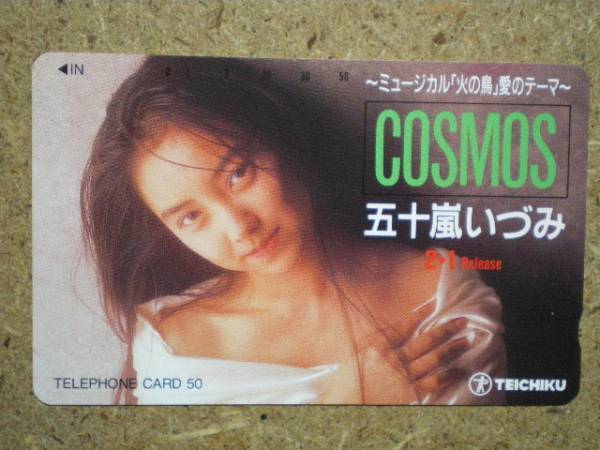 ◀IN
0 1 5 10 30 50
〜ミュージカル「火の鳥」愛のテーマ〜
COSMOS
五十嵐いづみ
2・1 Release
TELEPHONE CARD 50
TEICHIKU